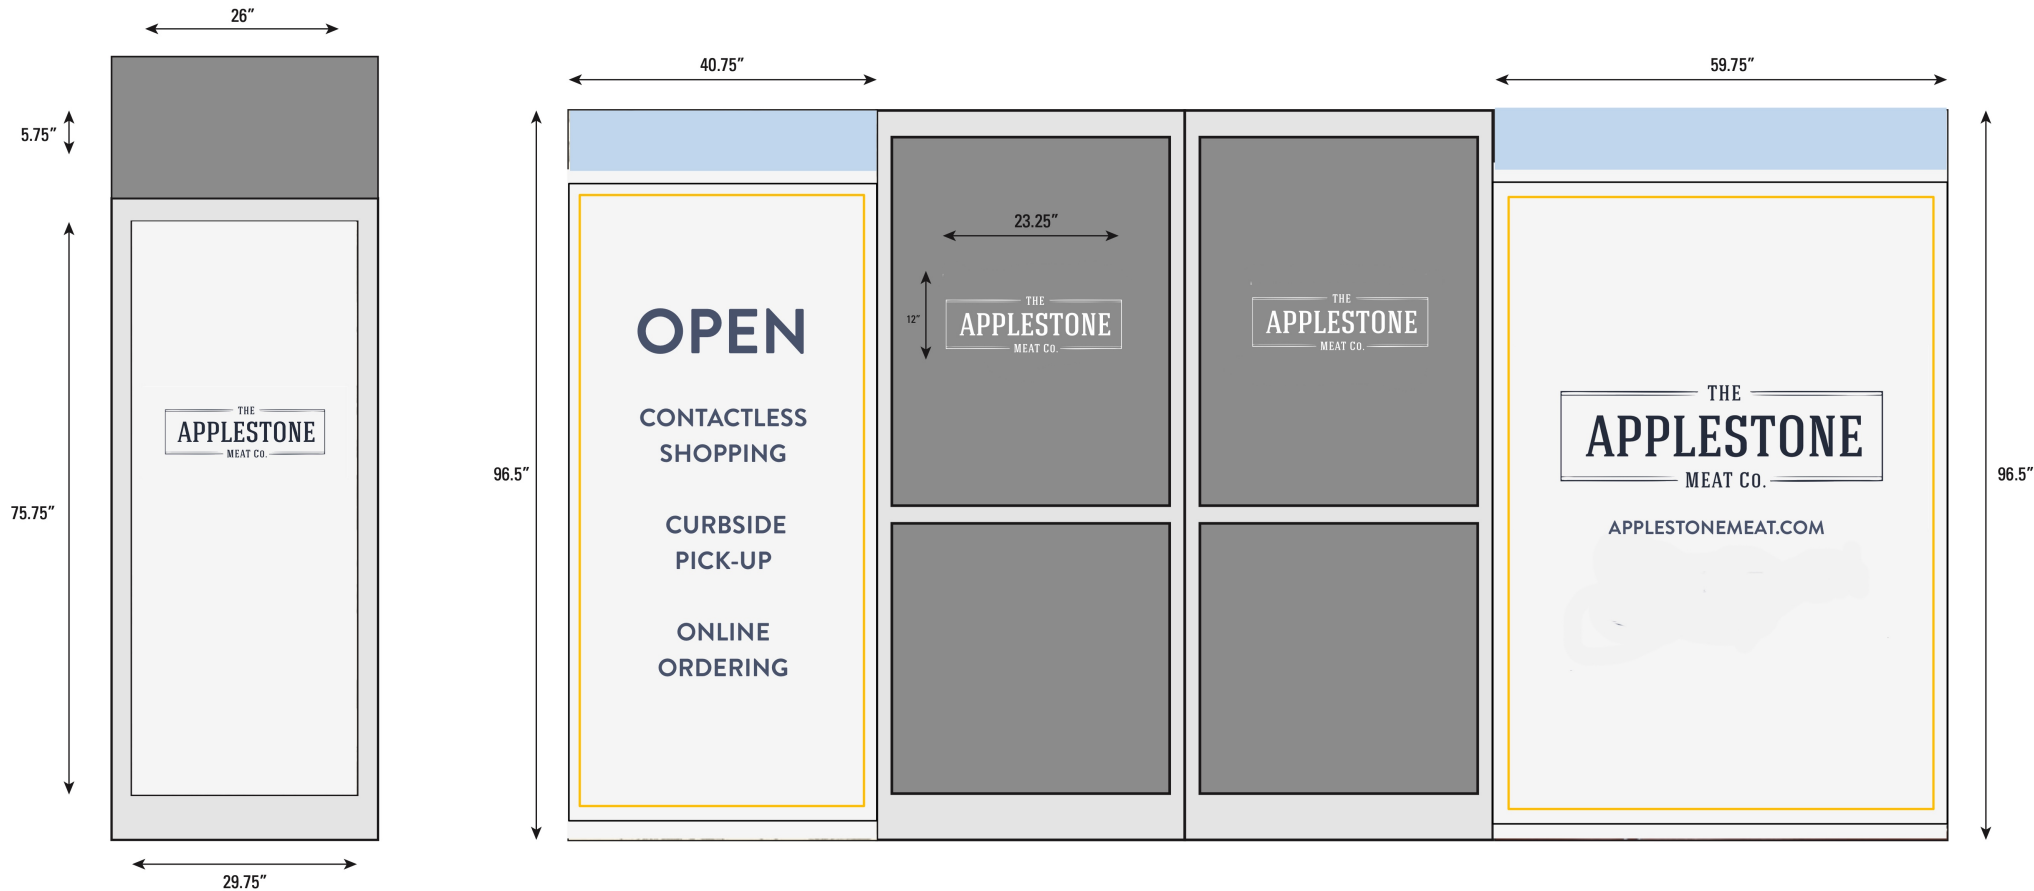 26”
5.75”
75.75”
THE
APPLESTONE
MEAT Co.
29.75”
40.75”
96.5”
OPEN
CONTACTLESS
SHOPPING
CURBSIDE
PICK-UP
ONLINE
ORDERING
23.25”
12”
THE
APPLESTONE
MEAT Co.
THE
APPLESTONE
MEAT Co.
59.75”
THE
APPLESTONE
MEAT Co.
APPLESTONEMEAT.COM
96.5”